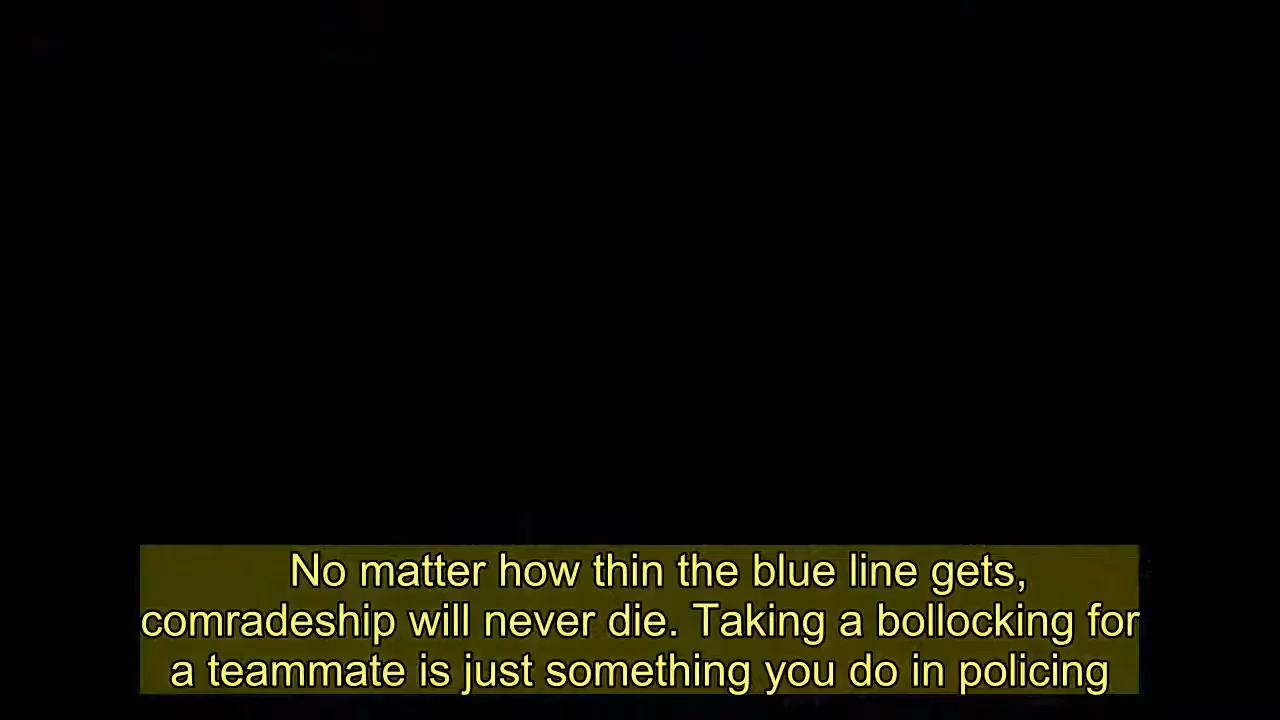 No matter how thin the blue line gets,
comradeship will never die. Taking a bollocking for
a teammate is just something you do in policing